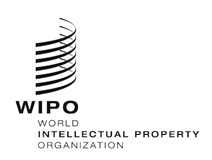 WIPO
WORLD
INTELLECTUAL PROPERTY
ORGANIZATION